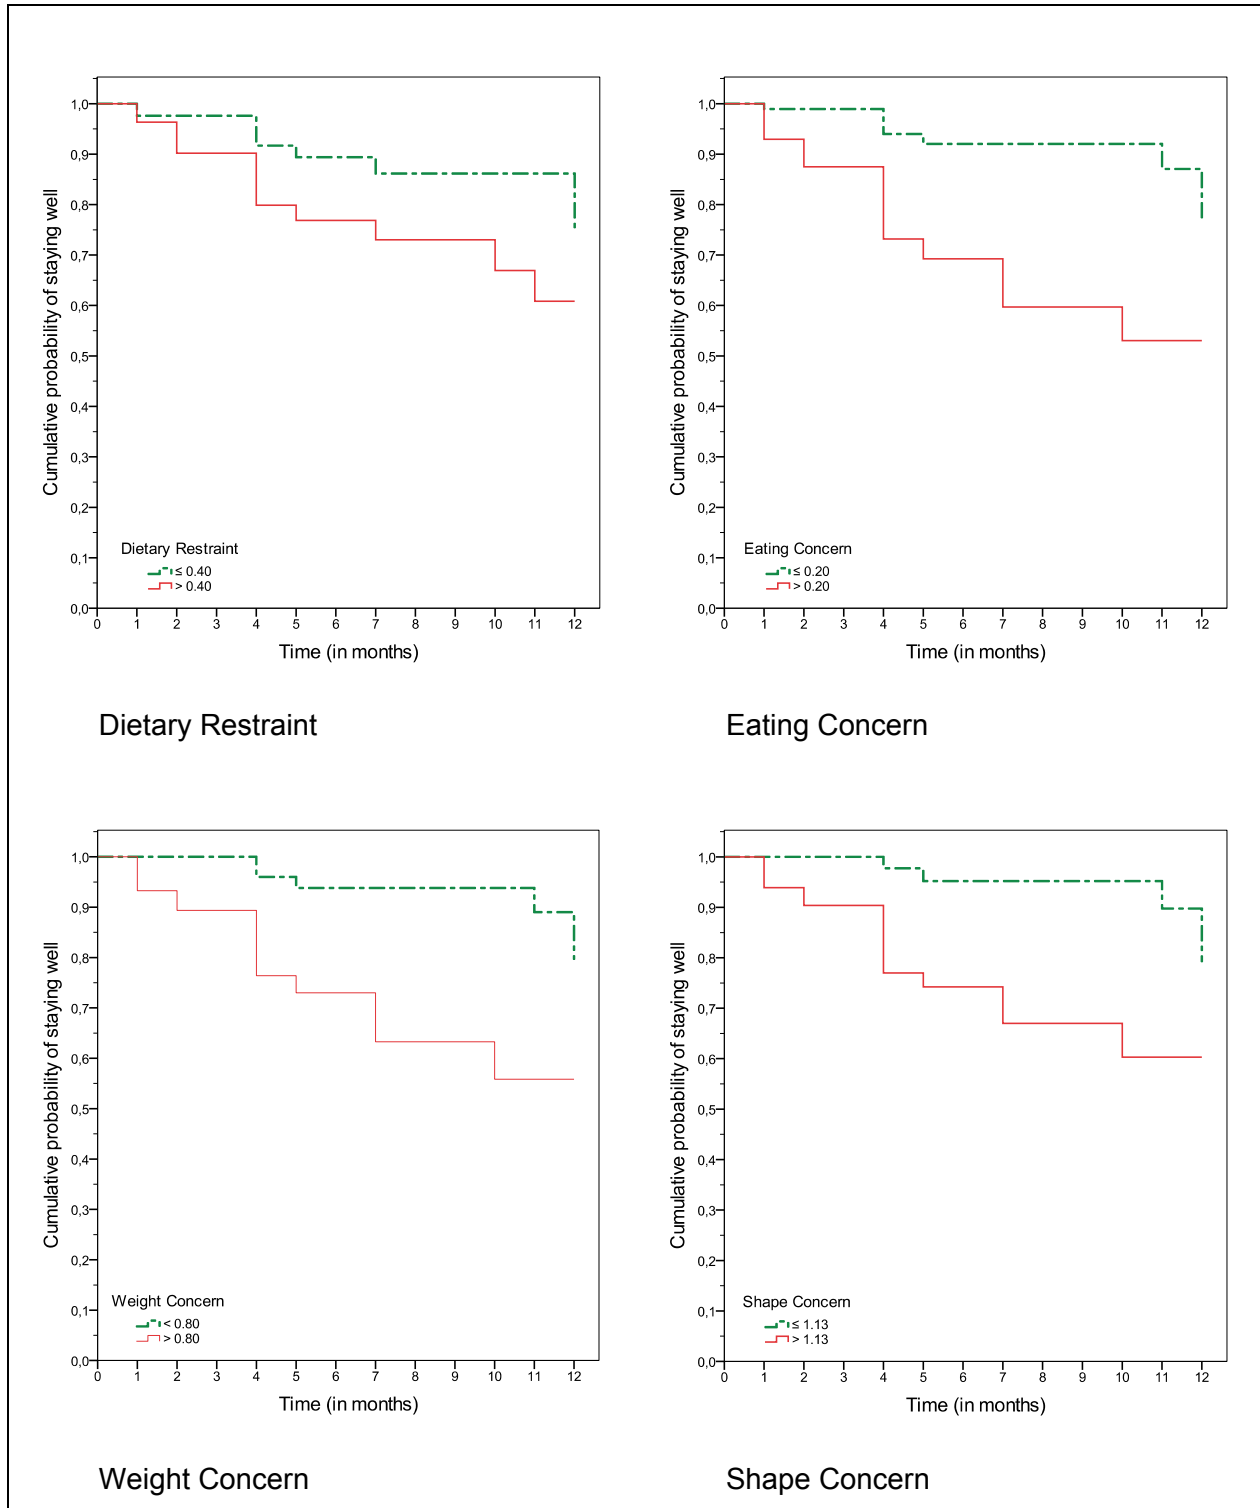 1,0
0,9
0,8
0,7
0,6
0,5
0,4
0,3
0,2
0,1
0,0
Cumulative probability of staying well
Dietary Restraint
≤ 0.40
> 0.40
0 1 2 3 4 5 6 7 8 9 10 11 12
Time (in months)
Dietary Restraint
1,0
0,9
0,8
0,7
0,6
0,5
0,4
0,3
0,2
0,1
0,0
Cumulative probability of staying well
Eating Concern
≤ 0.20
> 0.20
0 1 2 3 4 5 6 7 8 9 10 11 12
Time (in months)
Eating Concern
1,0
0,9
0,8
0,7
0,6
0,5
0,4
0,3
0,2
0,1
0,0
Cumulative probability of staying well
Weight Concern
< 0.80
> 0.80
0 1 2 3 4 5 6 7 8 9 10 11 12
Time (in months)
Weight Concern
1,0
0,9
0,8
0,7
0,6
0,5
0,4
0,3
0,2
0,1
0,0
Cumulative probability of staying well
Shape Concern
≤ 1.13
> 1.13
0 1 2 3 4 5 6 7 8 9 10 11 12
Time (in months)
Shape Concern